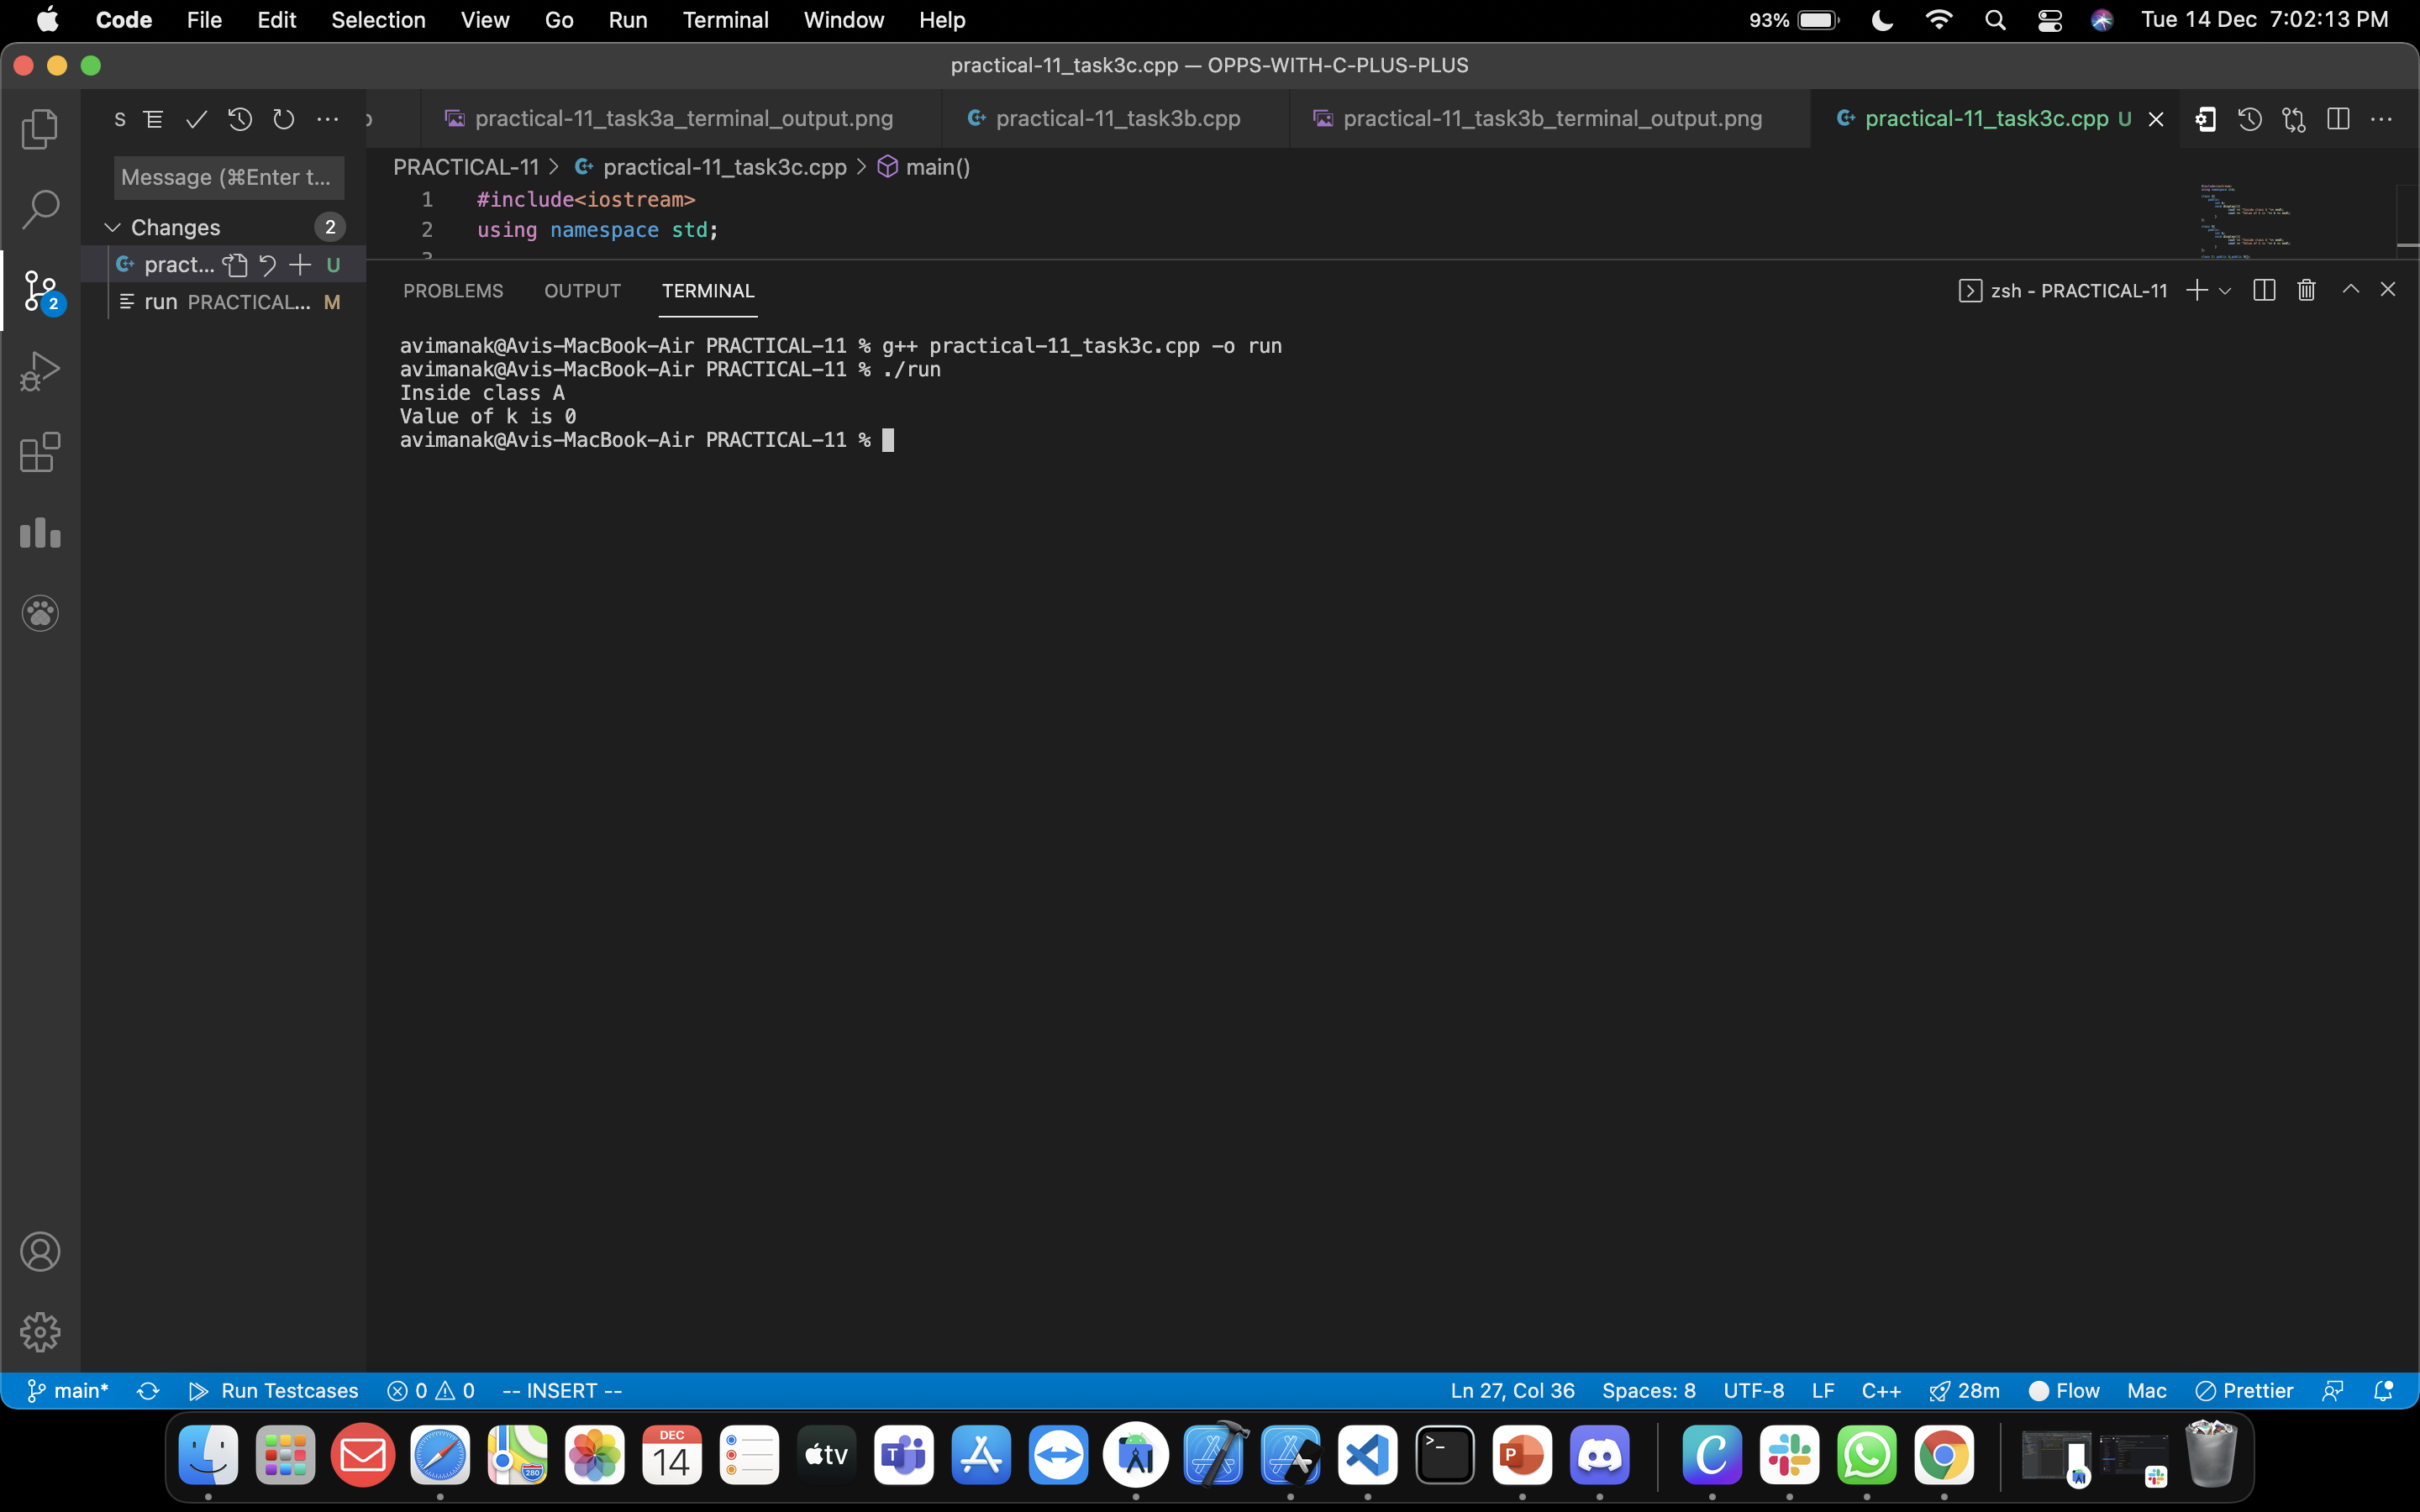 Code File Edit Selection View Go Run Terminal Window Help 93% Tue 14 Dec 7:02:13 PM
practical-11_task3c.cpp — OPPS-WITH-C-PLUS-PLUS
S practical-11_task3a_terminal_output.png practical-11_task3b.cpp practical-11_task3b_terminal_output.png practical-11_task3c.cpp U
Message (⌘Enter t...
PRACTICAL-11 > practical-11_task3c.cpp > main()
1 #include<iostream>
2 using namespace std;
3
Changes 2
pract... U
run PRACTICAL... M
2
PROBLEMS OUTPUT TERMINAL zsh - PRACTICAL-11
avimanak@Avis-MacBook-Air PRACTICAL-11 % g++ practical-11_task3c.cpp -o run
avimanak@Avis-MacBook-Air PRACTICAL-11 % ./run
Inside class A
Value of k is 0
avimanak@Avis-MacBook-Air PRACTICAL-11 %
main* Run Testcases 0 0 -- INSERT -- Ln 27, Col 36 Spaces: 8 UTF-8 LF C++ 28m Flow Mac Prettier
DEC
14
280
tv
T
P